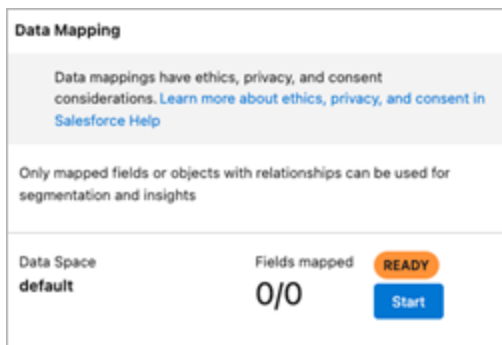 Data Mapping
Data mappings have ethics, privacy, and consent
considerations. Learn more about ethics, privacy, and consent in
Salesforce Help
Only mapped fields or objects with relationships can be used for
segmentation and insights
Data Space
default
Fields mapped
0/0
READY
Start